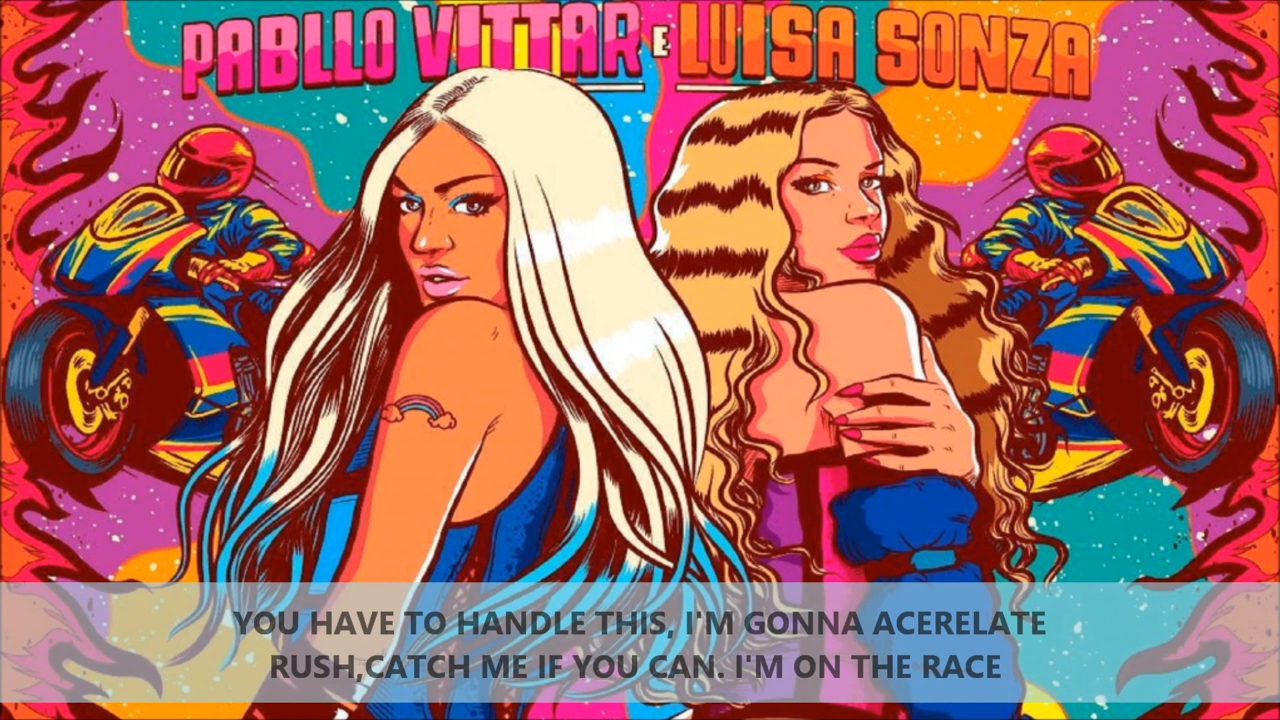 PABLLO VITTAR E LUÍSA SONZA
YOU HAVE TO HANDLE THIS, I'M GONNA ACERELATE
RUSH,CATCH ME IF YOU CAN. I'M ON THE RACE